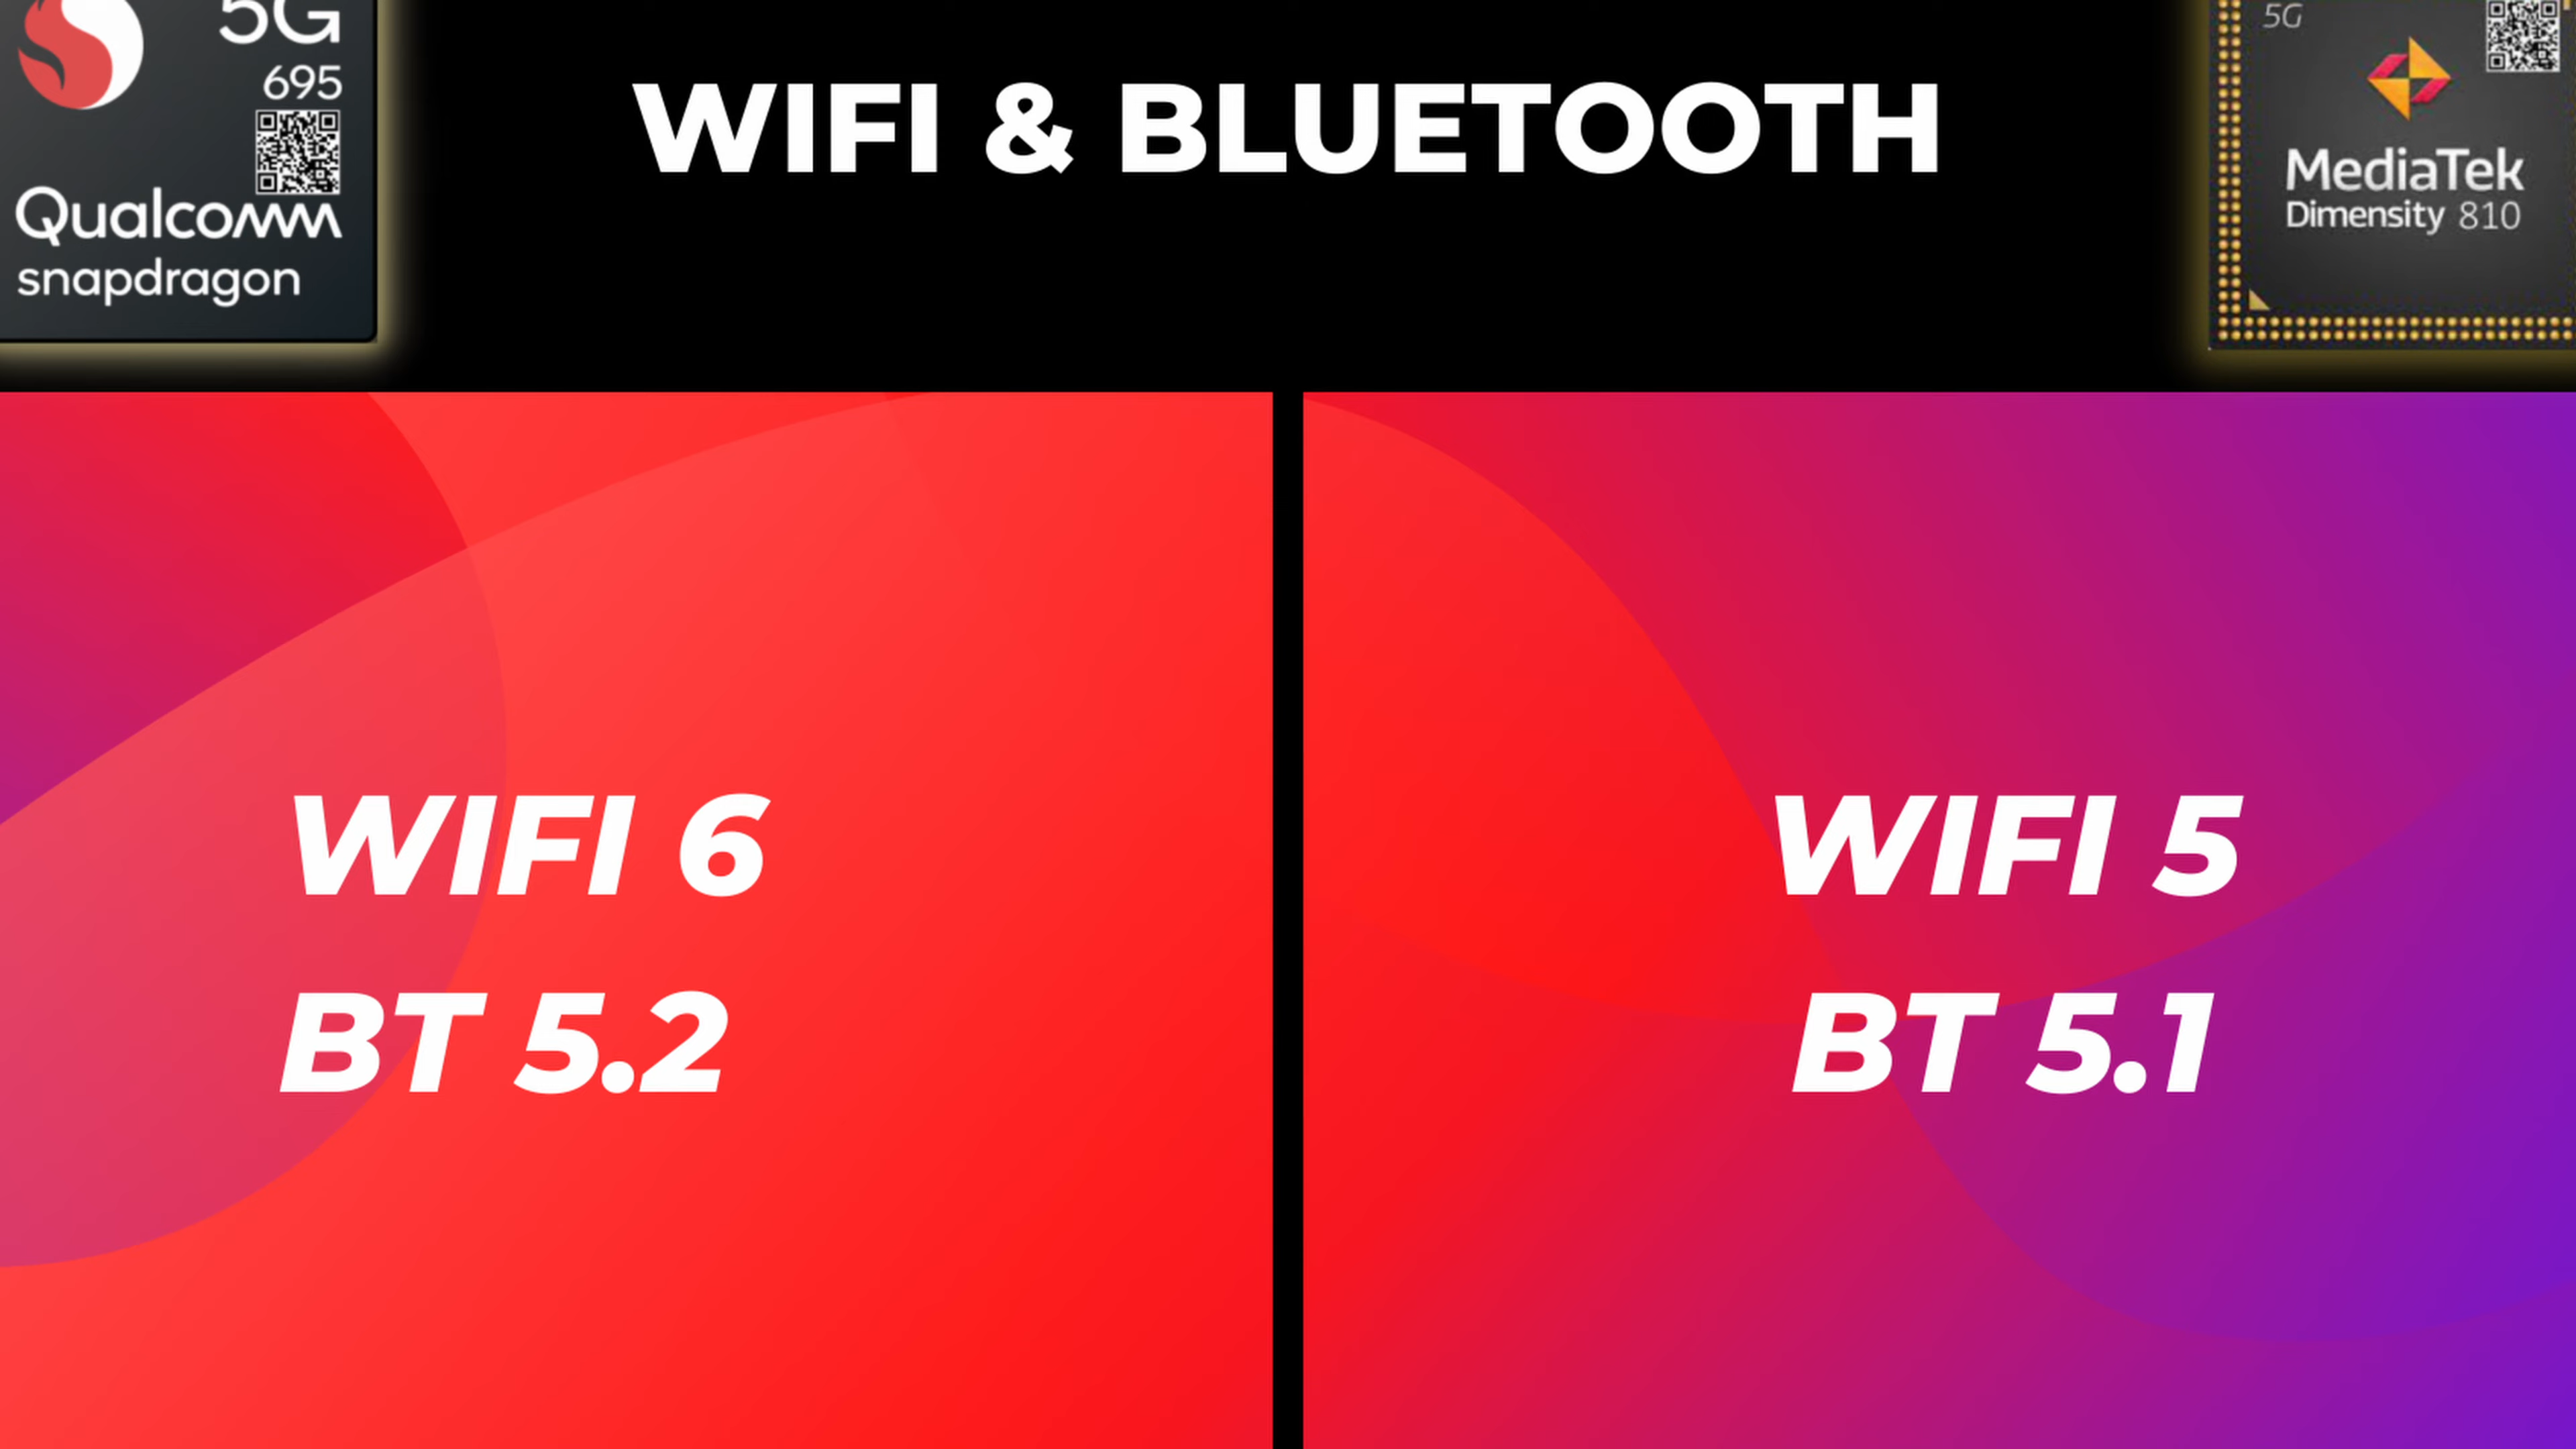 5G
695
Qualcomm
snapdragon
WIFI & BLUETOOTH
5G
MediaTek
Dimensity 810
WIFI 6
BT 5.2
WIFI 5
BT 5.1